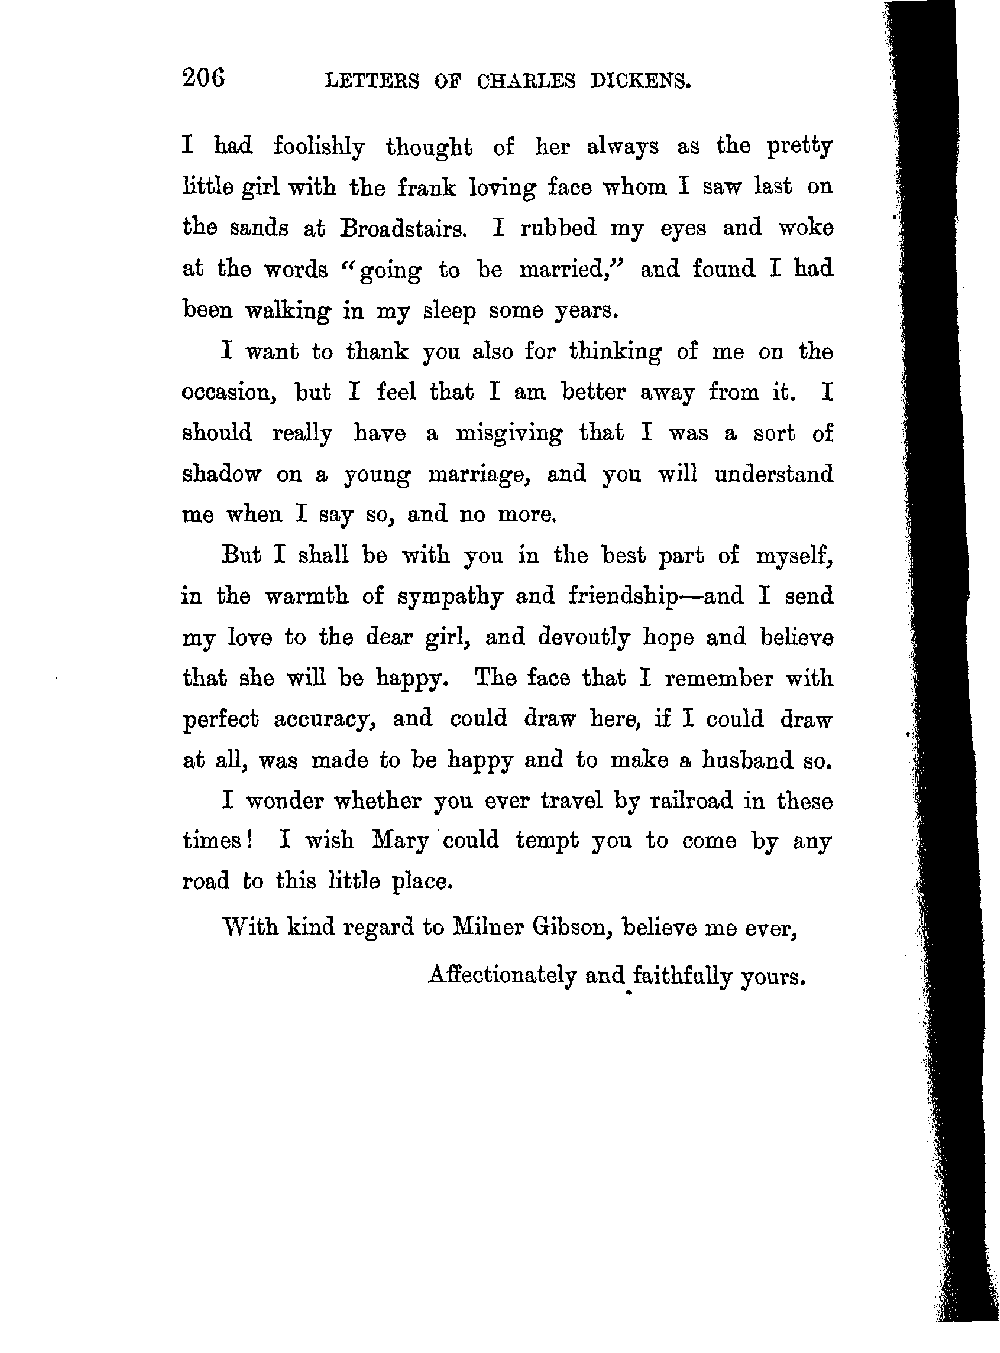 206 LETTERS OF CHARLES DICKENS.
I had foolishly thought of her always as the pretty
little girl with the frank loving face whom I saw last on
the sands at Broadstairs. I rubbed my eyes and woke
at the words “going to be married,” and found I had
been walking in my sleep some years.
I want to thank you also for thinking of me on the
occasion, but I feel that I am better away from it. I
should really have a misgiving that I was a sort of
shadow on a young marriage, and you will understand
me when I say so, and no more.
But I shall be with you in the best part of myself,
in the warmth of sympathy and friendship—and I send
my love to the dear girl, and devoutly hope and believe
that she will be happy. The face that I remember with
perfect accuracy, and could draw here, if I could draw
at all, was made to be happy and to make a husband so.
I wonder whether you ever travel by railroad in these
times! I wish Mary could tempt you to come by any
road to this little place.
With kind regard to Milner Gibson, believe me ever,
Affectionately and faithfully yours.